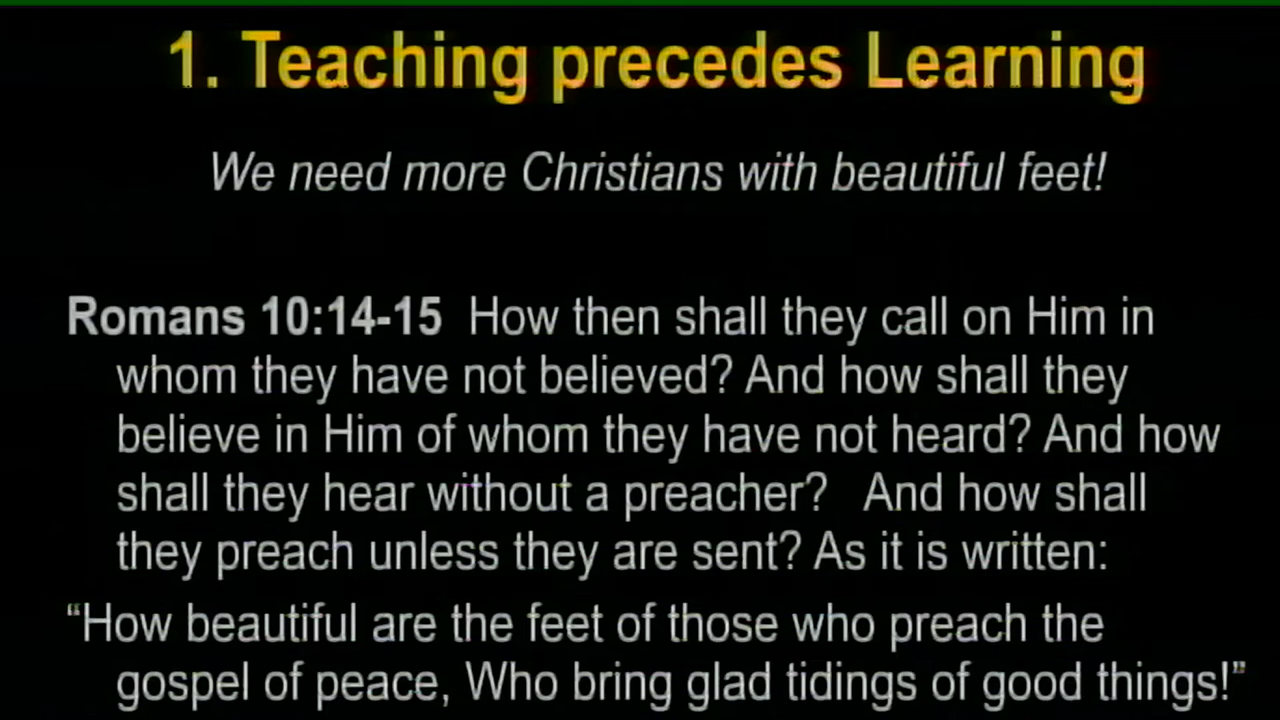 1. Teaching precedes Learning
We need more Christians with beautiful feet!
Romans 10:14-15 How then shall they call on Him in
whom they have not believed? And how shall they
believe in Him of whom they have not heard? And how
shall they hear without a preacher? And how shall
they preach unless they are sent? As it is written:
“How beautiful are the feet of those who preach the
gospel of peace, Who bring glad tidings of good things!”